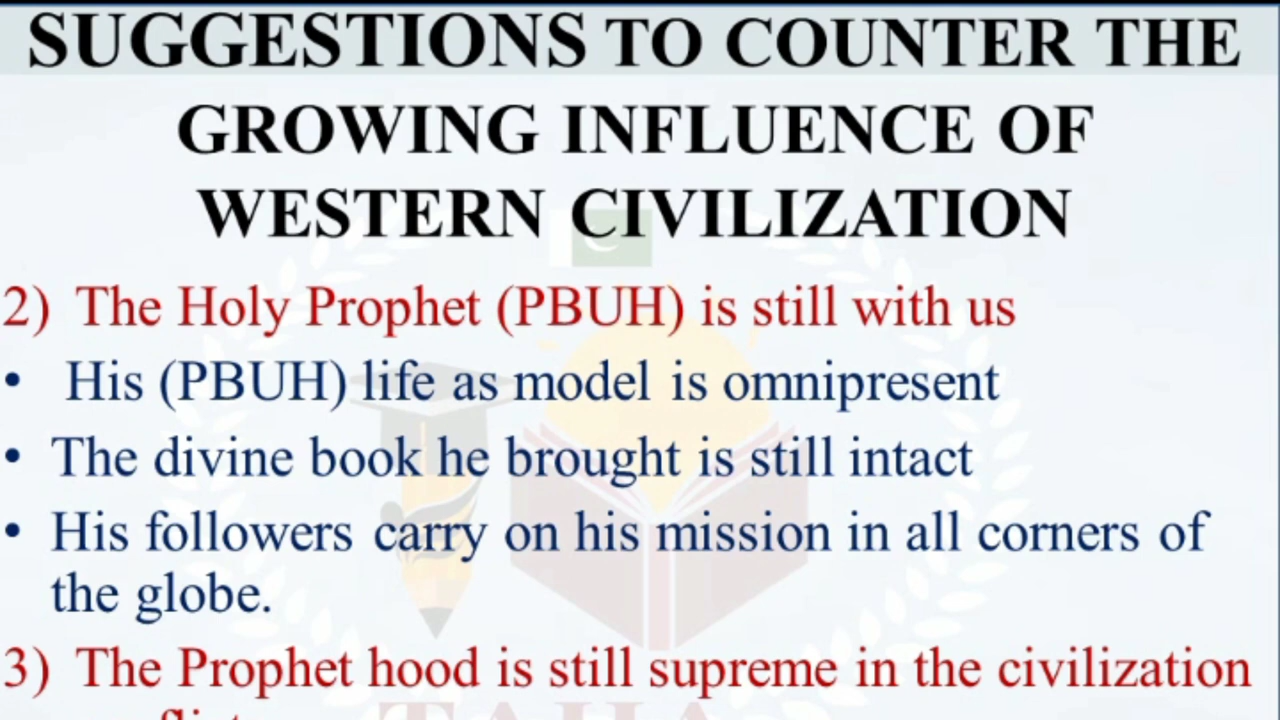 SUGGESTIONS TO COUNTER THE
GROWING INFLUENCE OF
WESTERN CIVILIZATION
2) The Holy Prophet (PBUH) is still with us
• His (PBUH) life as model is omnipresent
• The divine book he brought is still intact
• His followers carry on his mission in all corners of
the globe.
3) The Prophet hood is still supreme in the civilization
TAHA